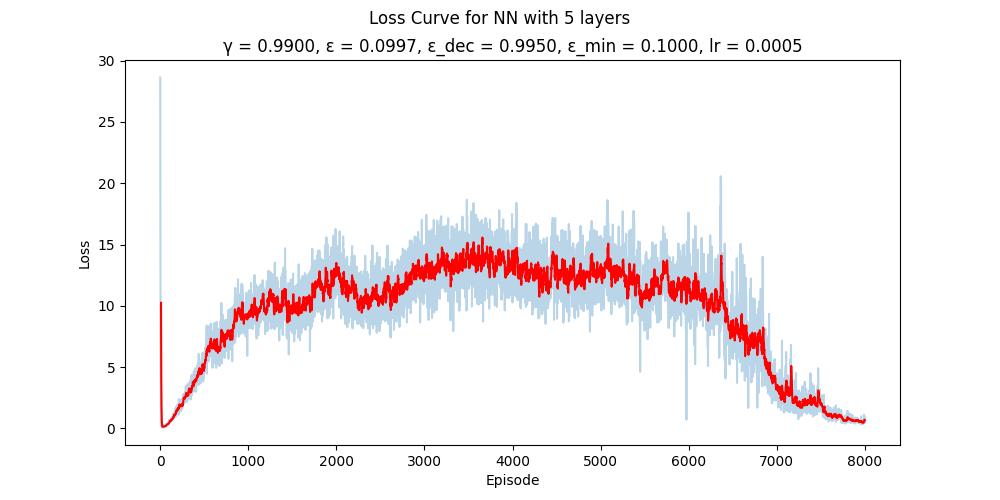 Loss Curve for NN with 5 layers
γ = 0.9900, ε = 0.0997, ε_dec = 0.9950, ε_min = 0.1000, lr = 0.0005
30
25
20
15
10
5
0
Loss
0 1000 2000 3000 4000 5000 6000 7000 8000
Episode